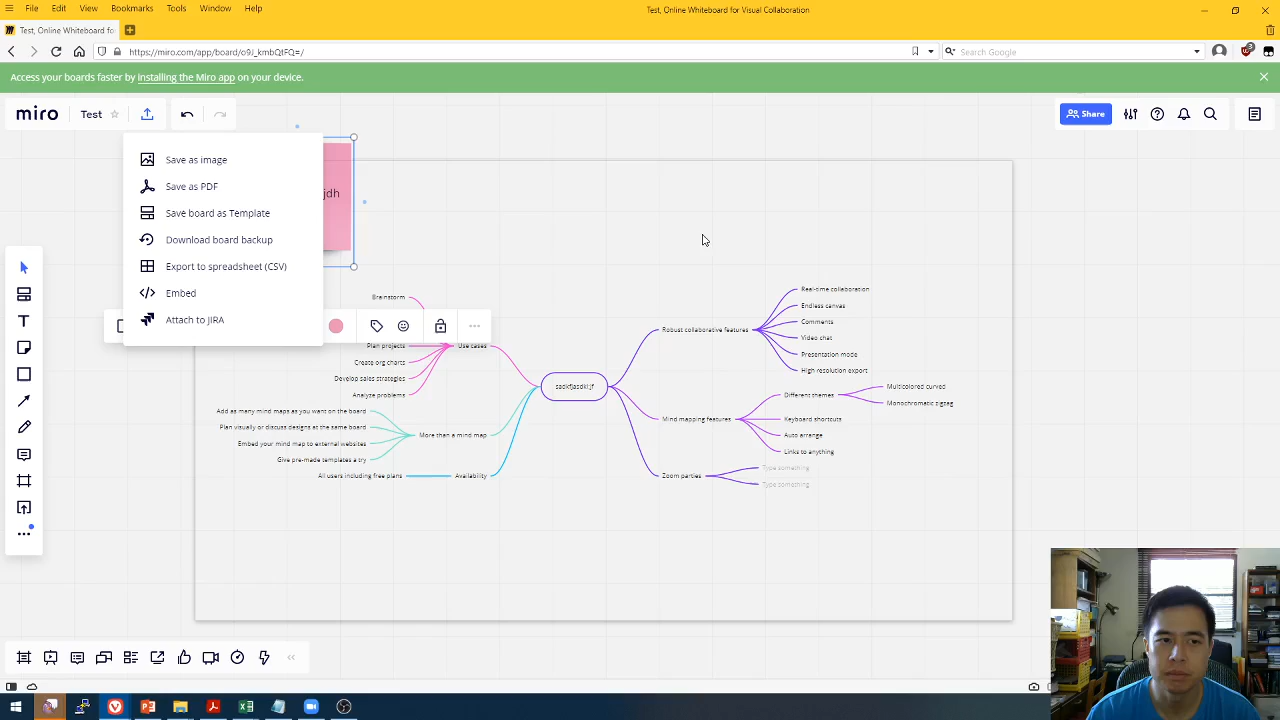 File Edit View Bookmarks Tools Window Help
Test, Online Whiteboard for Visual Collaboration
Test, Online Whiteboard fo
https://miro.com/app/board/o9J_kmbQtFQ=/
Search Google
3
Access your boards faster by installing the Miro app on your device.
miro
Test
Share
Save as image
Save as PDF
Save board as Template
Download board backup
Export to spreadsheet (CSV)
Embed
Attach to JIRA
jdh
Brainstorm
Use cases
Plan projects
Create org charts
Develop sales strategies
Analyze problems
Add as many mind maps as you want on the board
Plan visually or discuss designs at the same board
More than a mind map
Embed your mind map to external websites
Give pre-made templates a try
All users including free plans
Availability
sadkfjasdkl;jf
Robust collaborative features
Real-time collaboration
Endless canvas
Comments
Video chat
Presentation mode
High resolution export
Mind mapping features
Different themes
Multicolored curved
Monochromatic zigzag
Keyboard shortcuts
Auto arrange
Links to anything
Zoom parties
Type something
Type something